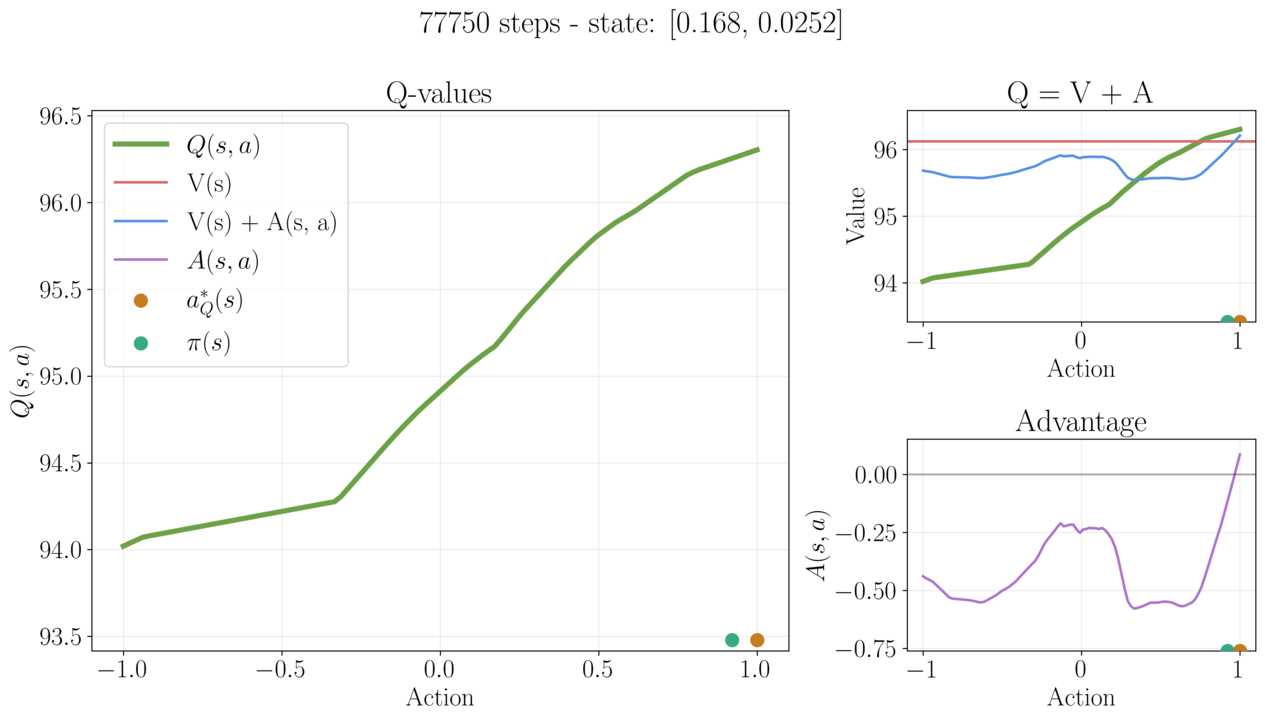 77750 steps - state: [0.168, 0.0252]
Q-values
96.5
96.0
95.5
95.0
94.5
94.0
93.5
Q(s, a)
−1.0
−0.5
0.0
0.5
1.0
Action
Q(s, a)
V(s)
V(s) + A(s, a)
A(s, a)
a*Q(s)
π(s)
Q = V + A
96
95
94
Value
−1
0
1
Action
Advantage
0.00
−0.25
−0.50
−0.75
A(s, a)
−1
0
1
Action